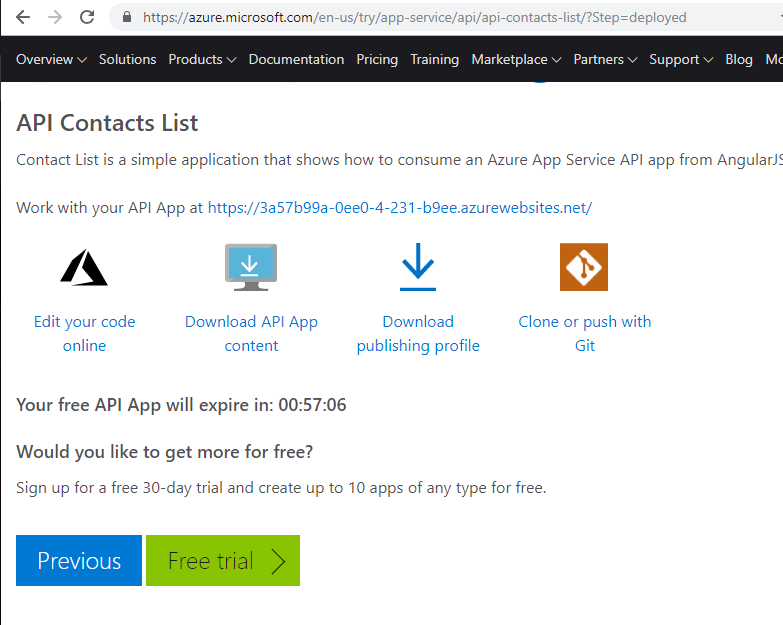 https://azure.microsoft.com/en-us/try/app-service/api/api-contacts-list/?Step=deployed
Overview Solutions Products Documentation Pricing Training Marketplace Partners Support Blog Mo
API Contacts List
Contact List is a simple application that shows how to consume an Azure App Service API app from AngularJS
Work with your API App at https://3a57b99a-0ee0-4-231-b9ee.azurewebsites.net/
Edit your code online
Download API App content
Download publishing profile
Clone or push with Git
Your free API App will expire in: 00:57:06
Would you like to get more for free?
Sign up for a free 30-day trial and create up to 10 apps of any type for free.
Previous
Free trial